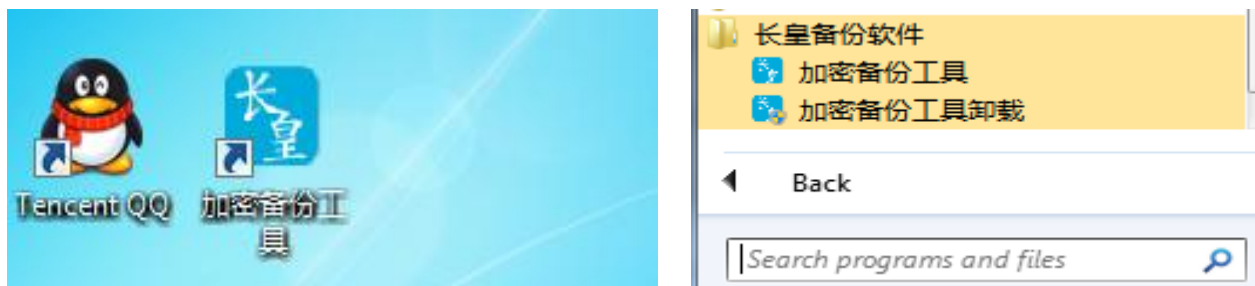 长皇
Tencent QQ
加密备份工
具
长皇备份软件
加密备份工具
加密备份工具卸载
Back
Search programs and files